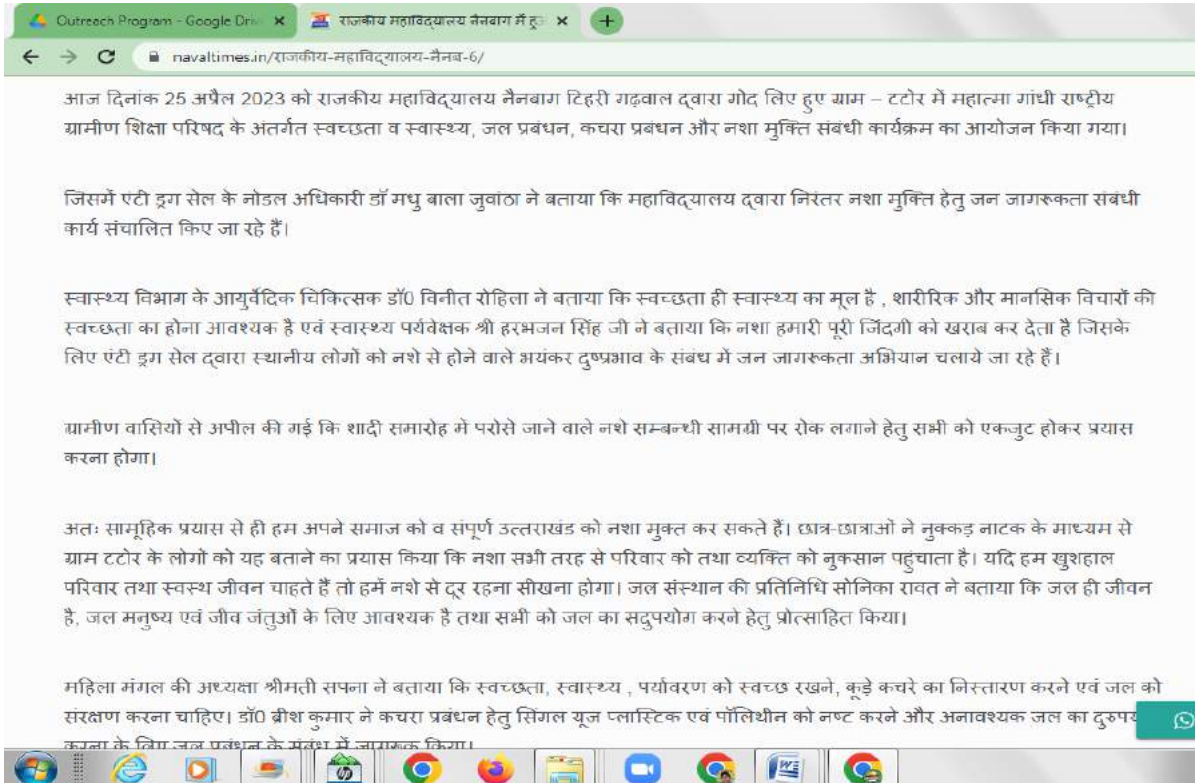 Outreach Program - Google Driv
राजकीय महाविद्यालय नैनबाग में हु
navaltimes.in/राजकीय-महाविद्यालय-नैनब-6/
आज दिनांक 25 अप्रैल 2023 को राजकीय महाविद्यालय नैनबाग टिहरी गढ़वाल द्वारा गोद लिए हुए ग्राम – टटोर में महात्मा गांधी राष्ट्रीय
ग्रामीण शिक्षा परिषद के अंतर्गत स्वच्छता व स्वास्थ्य, जल प्रबंधन, कचरा प्रबंधन और नशा मुक्ति संबंधी कार्यक्रम का आयोजन किया गया।
जिसमें एंटी ड्रग सेल के नोडल अधिकारी डॉ मधु बाला जुवांठा ने बताया कि महाविद्यालय द्वारा निरंतर नशा मुक्ति हेतु जन जागरूकता संबंधी
कार्य संचालित किए जा रहे हैं।
स्वास्थ्य विभाग के आयुर्वेदिक चिकित्सक डॉ0 विनीत रोहिला ने बताया कि स्वच्छता ही स्वास्थ्य का मूल है , शारीरिक और मानसिक विचारों की
स्वच्छता का होना आवश्यक है एवं स्वास्थ्य पर्यवेक्षक श्री हरभजन सिंह जी ने बताया कि नशा हमारी पूरी जिंदगी को खराब कर देता है जिसके
लिए एंटी ड्रग सेल द्वारा स्थानीय लोगों को नशे से होने वाले भयंकर दुष्प्रभाव के संबंध में जन जागरूकता अभियान चलाये जा रहे हैं।
ग्रामीण वासियों से अपील की गई कि शादी समारोह में परोसे जाने वाले नशे सम्बन्धी सामग्री पर रोक लगाने हेतु सभी को एकजुट होकर प्रयास
करना होगा।
अतः सामूहिक प्रयास से ही हम अपने समाज को व संपूर्ण उत्तराखंड को नशा मुक्त कर सकते हैं। छात्र-छात्राओं ने नुक्कड़ नाटक के माध्यम से
ग्राम टटोर के लोगों को यह बताने का प्रयास किया कि नशा सभी तरह से परिवार को तथा व्यक्ति को नुकसान पहुंचाता है। यदि हम खुशहाल
परिवार तथा स्वस्थ जीवन चाहते हैं तो हमें नशे से दूर रहना सीखना होगा। जल संस्थान की प्रतिनिधि सोनिका रावत ने बताया कि जल ही जीवन
है, जल मनुष्य एवं जीव जंतुओं के लिए आवश्यक है तथा सभी को जल का सदुपयोग करने हेतु प्रोत्साहित किया।
महिला मंगल की अध्यक्षा श्रीमती सपना ने बताया कि स्वच्छता, स्वास्थ्य , पर्यावरण को स्वच्छ रखने, कूड़े कचरे का निस्तारण करने एवं जल को
संरक्षण करना चाहिए। डॉ0 ब्रीश कुमार ने कचरा प्रबंधन हेतु सिंगल यूज प्लास्टिक एवं पॉलिथीन को नष्ट करने और अनावश्यक जल का दुरुपय
करना के लिए जल प्रबंधन के संबंध में जागरूक किया।